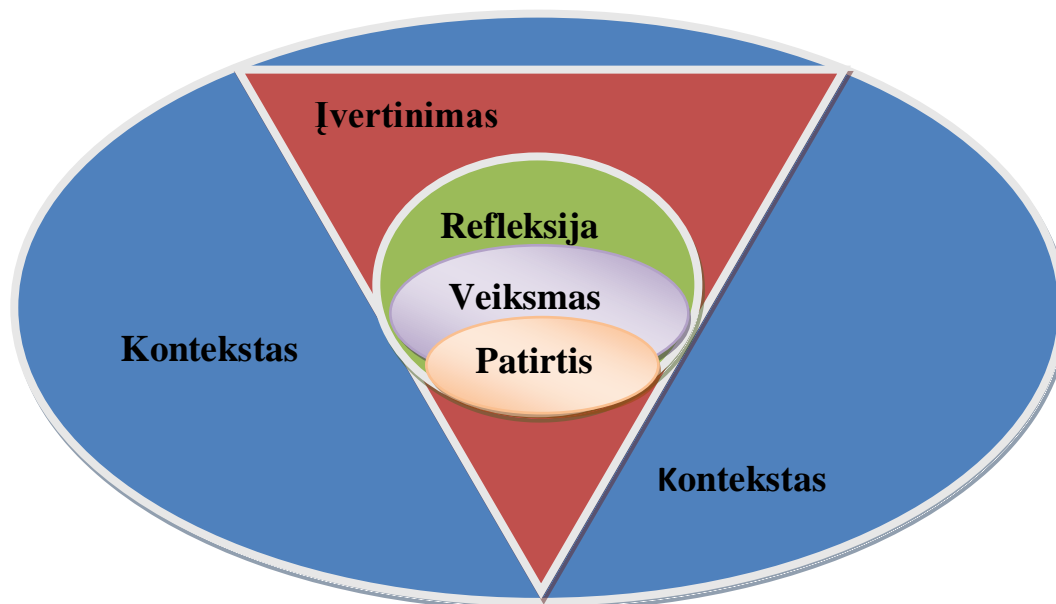 Įvertinimas
Refleksija
Veiksmas
Kontekstas
Patirtis
Kontekstas